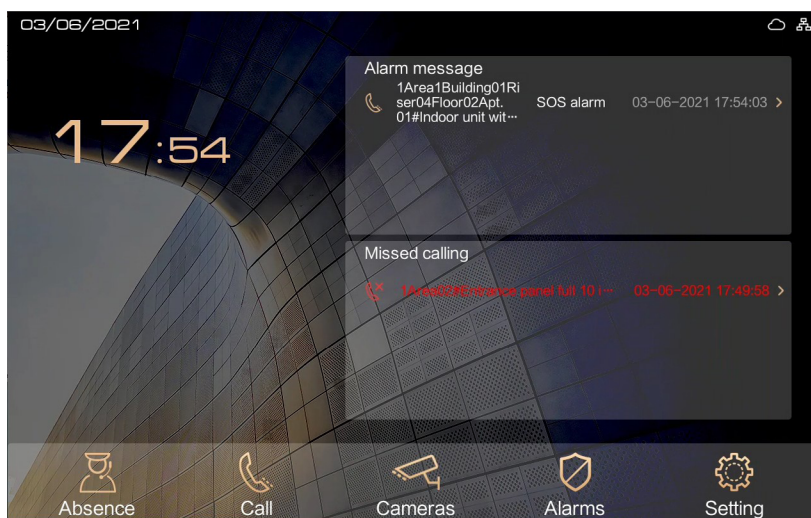 03/06/2021
17:54
Alarm message
1Area1Building01Ri
ser04Floor02Apt.
01#Indoor unit wit···
SOS alarm
03-06-2021 17:54:03 >
Missed calling
1Area02#Entrance panel full 10 i···
03-06-2021 17:49:58 >
Absence
Call
Cameras
Alarms
Setting